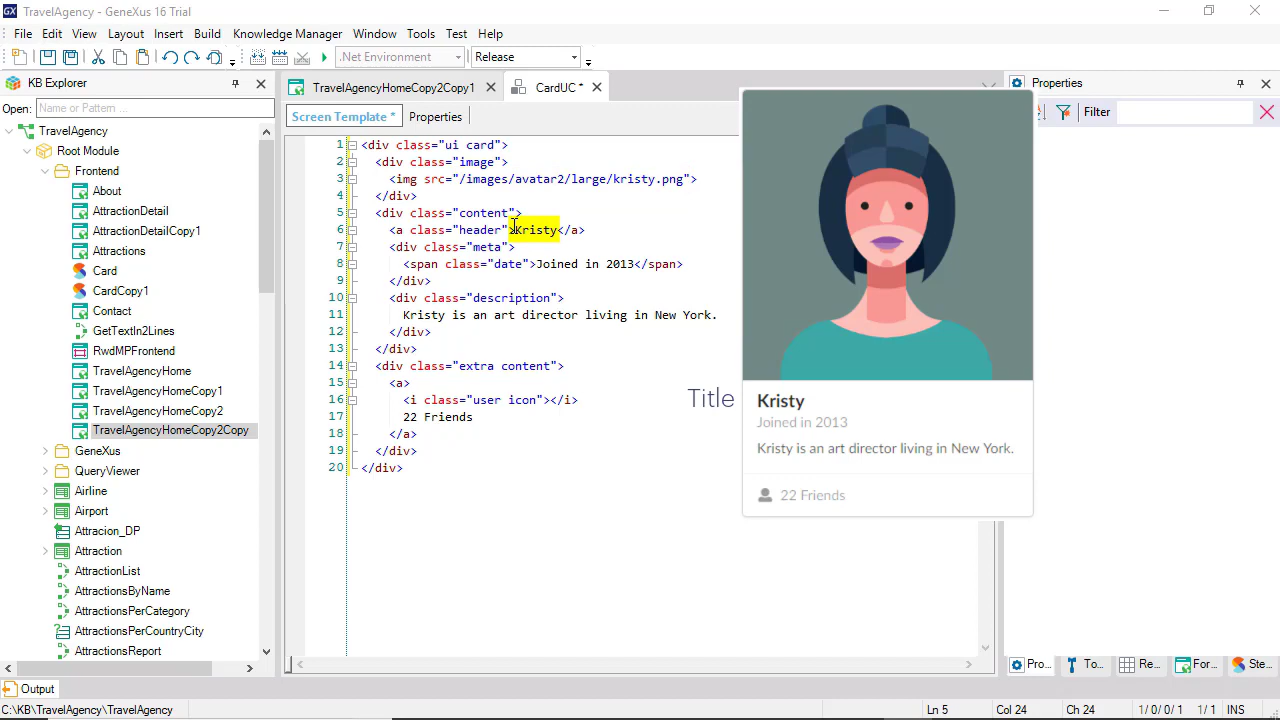 TravelAgency - GeneXus 16 Trial
File Edit View Layout Insert Build Knowledge Manager Window Tools Test Help
.Net Environment Release
KB Explorer
Open: Name or Pattern ...
TravelAgency
Root Module
Frontend
About
AttractionDetail
AttractionDetailCopy1
Attractions
Card
CardCopy1
Contact
GetTextIn2Lines
RwdMPFrontend
TravelAgencyHome
TravelAgencyHomeCopy1
TravelAgencyHomeCopy2
TravelAgencyHomeCopy2Copy
GeneXus
QueryViewer
Airline
Airport
Attracion_DP
Attraction
AttractionList
AttractionsByName
AttractionsPerCategory
AttractionsPerCountryCity
AttractionsReport
TravelAgencyHomeCopy2Copy1 CardUC *
Screen Template * Properties
1 <div class="ui card">
2 <div class="image">
3 <img src="/images/avatar2/large/kristy.png">
4 </div>
5 <div class="content">
6 <a class="header">Kristy</a>
7 <div class="meta">
8 <span class="date">Joined in 2013</span>
9 </div>
10 <div class="description">
11 Kristy is an art director living in New York.
12 </div>
13 </div>
14 <div class="extra content">
15 <a>
16 <i class="user icon"></i>
17 22 Friends
18 </a>
19 </div>
20 </div>
Title
Kristy
Joined in 2013
Kristy is an art director living in New York.
22 Friends
Properties
Filter
Pro... To... Re... For... Ste...
Output
C:\KB\TravelAgency\TravelAgency Ln 5 Col 24 Ch 24 1/ 0/ 0/ 1 1/ 1 INS